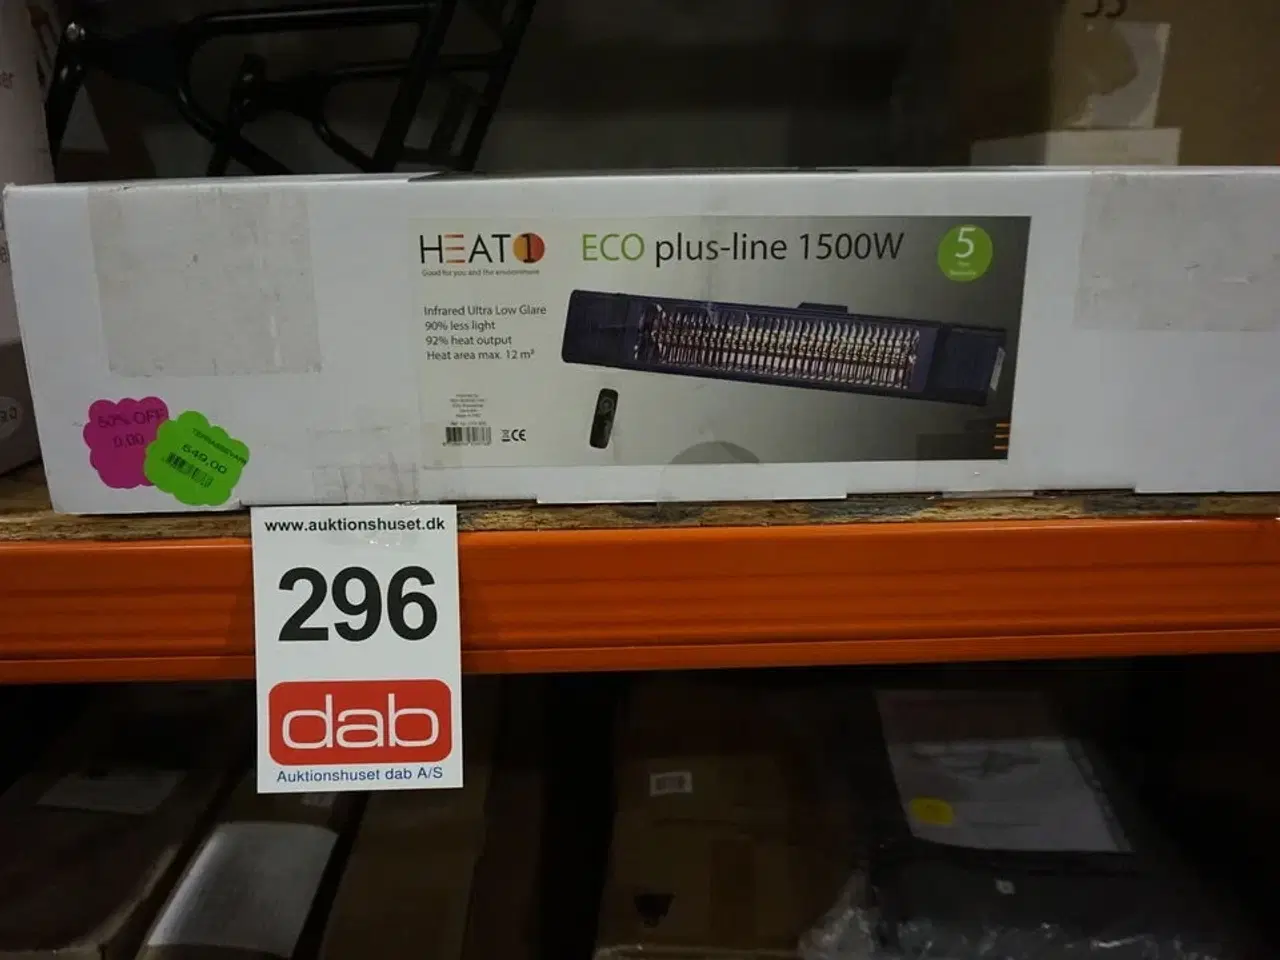 HEAT1
Good for you and the environment
ECO plus-line 1500W
5
Infrared Ultra Low Glare
90% less light
92% heat output
Heat area max. 12 m²
CE
50% OFF
0,00
TERRASSEVARM
549,00
www.auktionshuset.dk
296
dab
Auktionshuset dab A/S